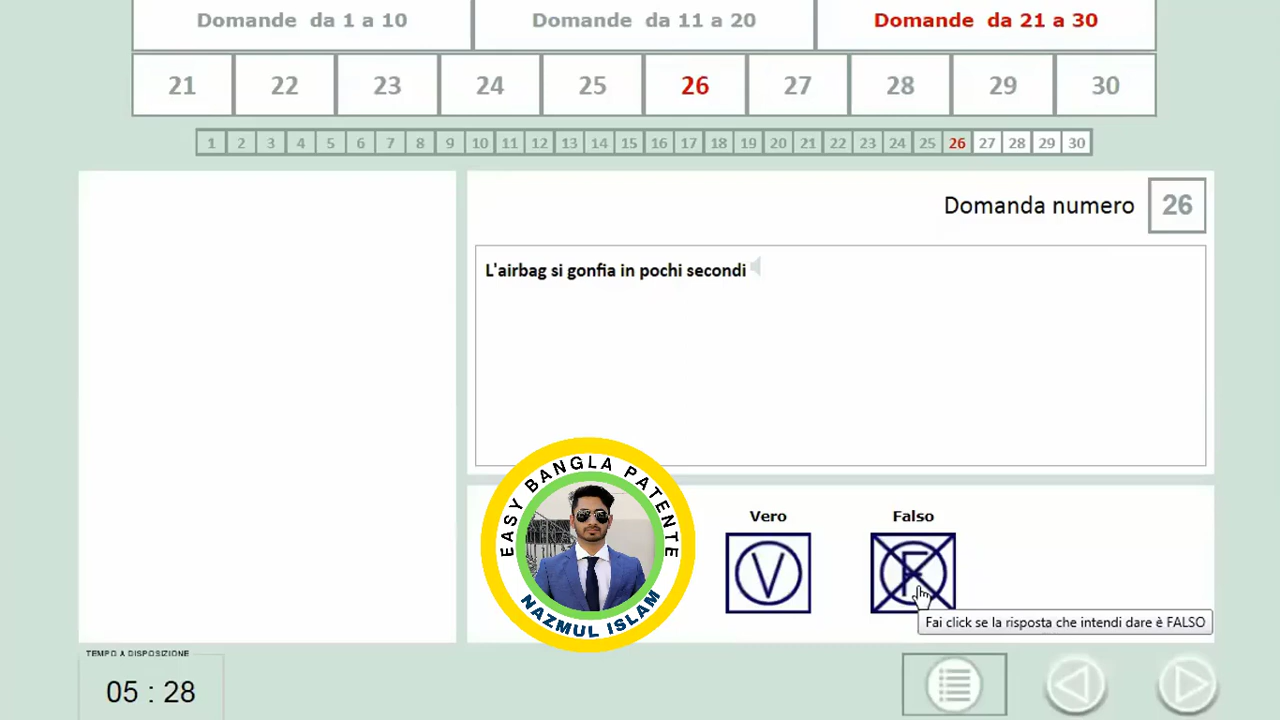 Domande da 1 a 10
Domande da 11 a 20
Domande da 21 a 30
21 22 23 24 25 26 27 28 29 30
1 2 3 4 5 6 7 8 9 10 11 12 13 14 15 16 17 18 19 20 21 22 23 24 25 26 27 28 29 30
Domanda numero 26
L'airbag si gonfia in pochi secondi
EASY BANGLA PATENTE
NAZMUL ISLAM
Vero
Falso
V
F
Fai click se la risposta che intendi dare è FALSO
TEMPO A DISPOSIZIONE
05 : 28